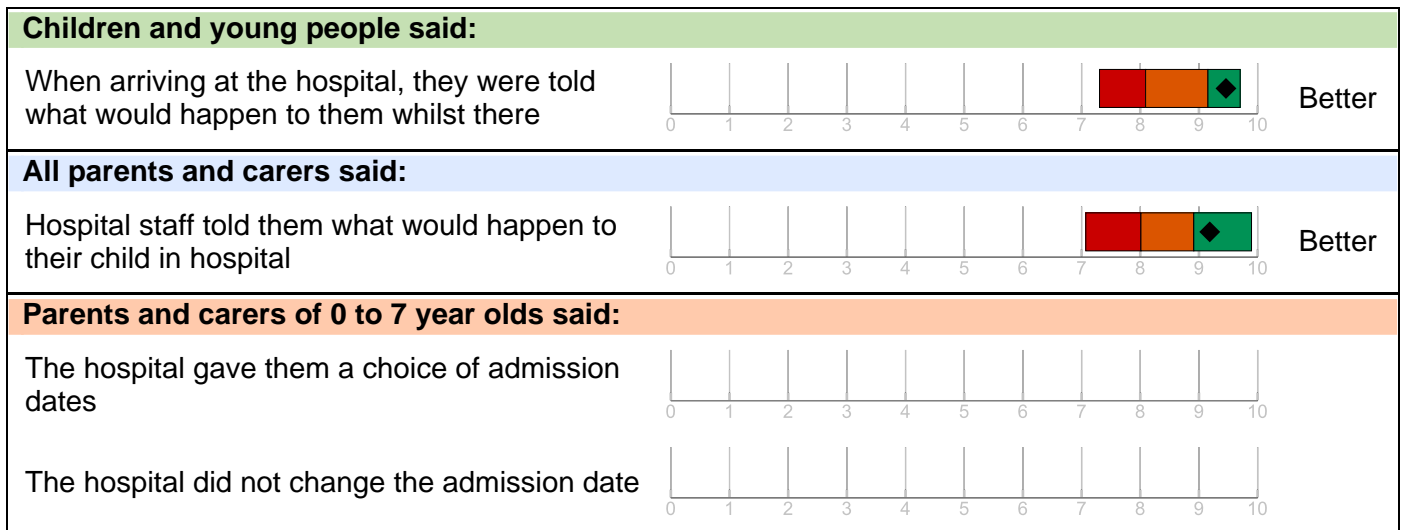 Children and young people said:
When arriving at the hospital, they were told
what would happen to them whilst there
0 1 2 3 4 5 6 7 8 9 10
Better
All parents and carers said:
Hospital staff told them what would happen to
their child in hospital
0 1 2 3 4 5 6 7 8 9 10
Better
Parents and carers of 0 to 7 year olds said:
The hospital gave them a choice of admission
dates
0 1 2 3 4 5 6 7 8 9 10
The hospital did not change the admission date
0 1 2 3 4 5 6 7 8 9 10